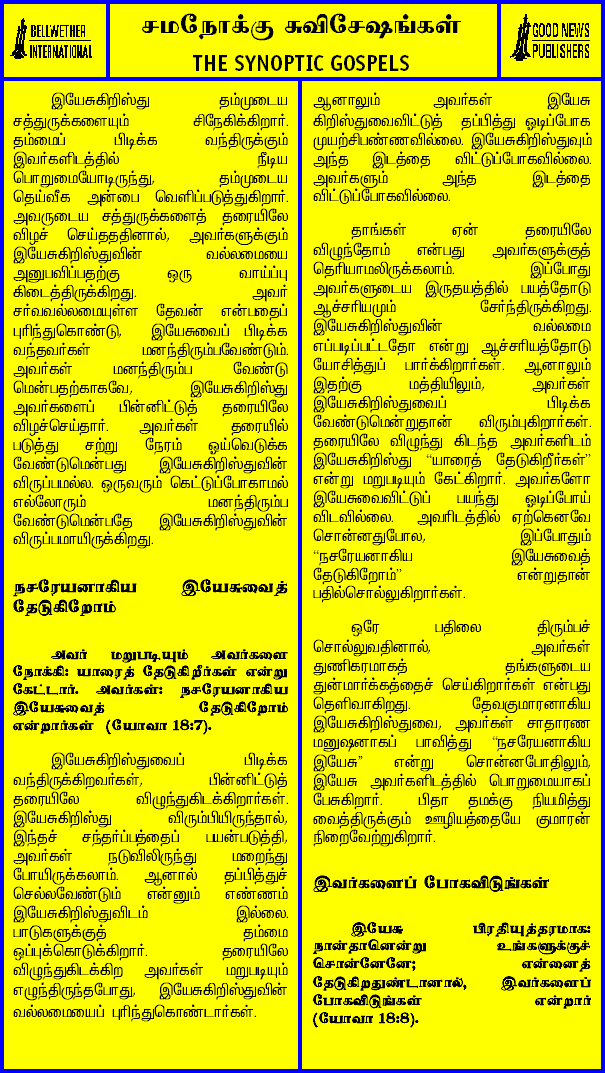 BELLWETHER
INTERNATIONAL
சமநோக்கு சுவிசேஷங்கள்
THE SYNOPTIC GOSPELS
GOOD NEWS
PUBLISHERS
இயேசுகிறிஸ்து தம்முடைய
சத்துருக்களையும் சிநேகிக்கிறார்.
தம்மைப் பிடிக்க வந்திருக்கும்
இவர்களிடத்தில் நீடிய
பொறுமையோடிருந்து, தம்முடைய
தெய்வீக அன்பை வெளிப்படுத்துகிறார்.
அவருடைய சத்துருக்களைத் தரையிலே
விழச் செய்தததினால், அவர்களுக்கும்
இயேசுகிறிஸ்துவின் வல்லமையை
அனுபவிப்பதற்கு ஒரு வாய்ப்பு
கிடைத்திருக்கிறது. அவர்
சர்வவல்லமையுள்ள தேவன் என்பதைப்
புரிந்துகொண்டு, இயேசுவைப் பிடிக்க
வந்தவர்கள் மனந்திரும்பவேண்டும்.
அவர்கள் மனந்திரும்ப வேண்டு
மென்பதற்காகவே, இயேசுகிறிஸ்து
அவர்களைப் பின்னிட்டுத் தரையிலே
விழச்செய்தார். அவர்கள் தரையில்
படுத்து சற்று நேரம் ஓய்வெடுக்க
வேண்டுமென்பது இயேசுகிறிஸ்துவின்
விருப்பமல்ல. ஒருவரும் கெட்டுப்போகாமல்
எல்லோரும் மனந்திரும்ப
வேண்டுமென்பதே இயேசுகிறிஸ்துவின்
விருப்பமாயிருக்கிறது.
நசரேயனாகிய இயேசுவைத்
தேடுகிறோம்
அவர் மறுபடியும் அவர்களை
நோக்கி: யாரைத் தேடுகிறீர்கள் என்று
கேட்டார். அவர்கள்: நசரேயனாகிய
இயேசுவைத் தேடுகிறோம்
என்றார்கள் (யோவா 18:7).
இயேசுகிறிஸ்துவைப் பிடிக்க
வந்திருக்கிறவர்கள், பின்னிட்டுத்
தரையிலே விழுந்துகிடக்கிறார்கள்.
இயேசுகிறிஸ்து விரும்பியிருந்தால்,
இந்தச் சந்தர்ப்பத்தைப் பயன்படுத்தி,
அவர்கள் நடுவிலிருந்து மறைந்து
போயிருக்கலாம். ஆனால் தப்பித்துச்
செல்லவேண்டும் என்னும் எண்ணம்
இயேசுகிறிஸ்துவிடம் இல்லை.
பாடுகளுக்குத் தம்மை
ஒப்புக்கொடுக்கிறார். தரையிலே
விழுந்துகிடக்கிற அவர்கள் மறுபடியும்
எழுந்திருந்தபோது, இயேசுகிறிஸ்துவின்
வல்லமையைப் புரிந்துகொண்டார்கள்.
ஆனாலும் அவர்கள் இயேசு
கிறிஸ்துவைவிட்டுத் தப்பித்து ஓடிப்போக
முயற்சிபண்ணவில்லை. இயேசுகிறிஸ்துவும்
அந்த இடத்தை விட்டுப்போகவில்லை.
அவர்களும் அந்த இடத்தை
விட்டுப்போகவில்லை.
தாங்கள் ஏன் தரையிலே
விழுந்தோம் என்பது அவர்களுக்குத்
தெரியாமலிருக்கலாம். இப்போது
அவர்களுடைய இருதயத்தில் பயத்தோடு
ஆச்சரியமும் சேர்ந்திருக்கிறது.
இயேசுகிறிஸ்துவின் வல்லமை
எப்படிப்பட்டதோ என்று ஆச்சரியத்தோடு
யோசித்துப் பார்க்கிறார்கள். ஆனாலும்
இதற்கு மத்தியிலும், அவர்கள்
இயேசுகிறிஸ்துவைப் பிடிக்க
வேண்டுமென்றுதான் விரும்புகிறார்கள்.
தரையிலே விழுந்து கிடந்த அவர்களிடம்
இயேசுகிறிஸ்து “யாரைத் தேடுகிறீர்கள்”
என்று மறுபடியும் கேட்கிறார். அவர்களோ
இயேசுவைவிட்டுப் பயந்து ஓடிப்போய்
விடவில்லை. அவரிடத்தில் ஏற்கெனவே
சொன்னதுபோல, இப்போதும்
“நசரேயனாகிய இயேசுவைத்
தேடுகிறோம்” என்றுதான்
பதில்சொல்லுகிறார்கள்.
ஒரே பதிலை திரும்பச்
சொல்லுவதினால், அவர்கள்
துணிகரமாகத் தங்களுடைய
துன்மார்க்கத்தைச் செய்கிறார்கள் என்பது
தெளிவாகிறது. தேவகுமாரனாகிய
இயேசுகிறிஸ்துவை, அவர்கள் சாதாரண
மனுஷனாகப் பாவித்து “நசரேயனாகிய
இயேசு” என்று சொன்னபோதிலும்,
இயேசு அவர்களிடத்தில் பொறுமையாகப்
பேசுகிறார். பிதா தமக்கு நியமித்து
வைத்திருக்கும் ஊழியத்தையே குமாரன்
நிறைவேற்றுகிறார்.
இவர்களைப் போகவிடுங்கள்
இயேசு பிரதியுத்தரமாக:
நான்தானென்று உங்களுக்குச்
சொன்னேனே; என்னைத்
தேடுகிறதுண்டானால், இவர்களைப்
போகவிடுங்கள் என்றார்
(யோவா 18:8).